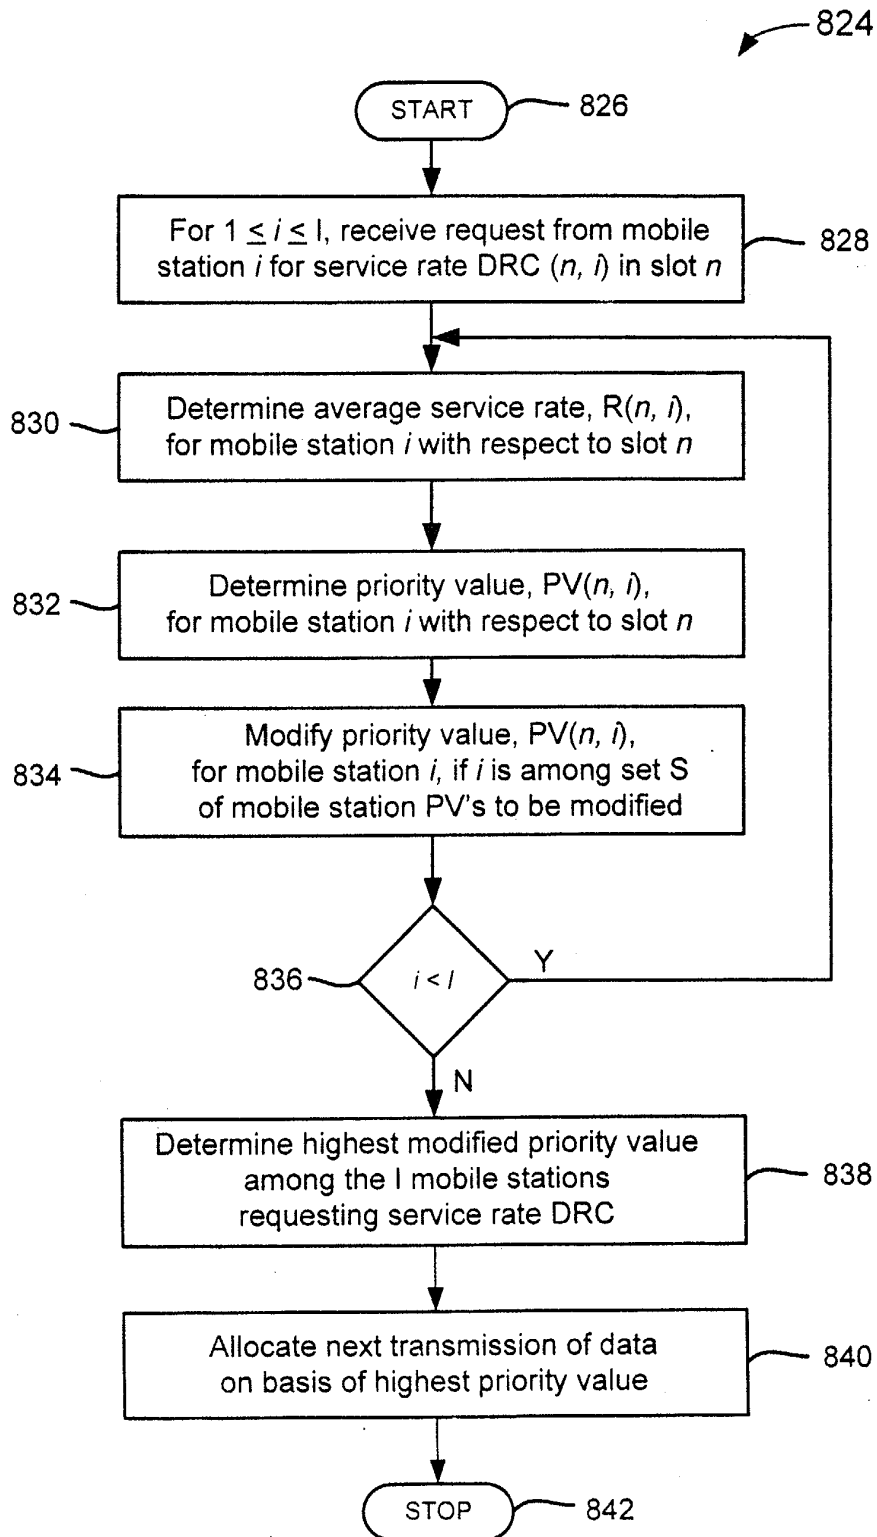 824
START
826
For 1 ≤ i ≤ I, receive request from mobile
station i for service rate DRC (n, i) in slot n
828
Determine average service rate, R(n, i),
for mobile station i with respect to slot n
830
Determine priority value, PV(n, i),
for mobile station i with respect to slot n
832
Modify priority value, PV(n, i),
for mobile station i, if i is among set S
of mobile station PV's to be modified
834
836
i < I
Y
N
Determine highest modified priority value
among the I mobile stations
requesting service rate DRC
838
Allocate next transmission of data
on basis of highest priority value
840
STOP
842